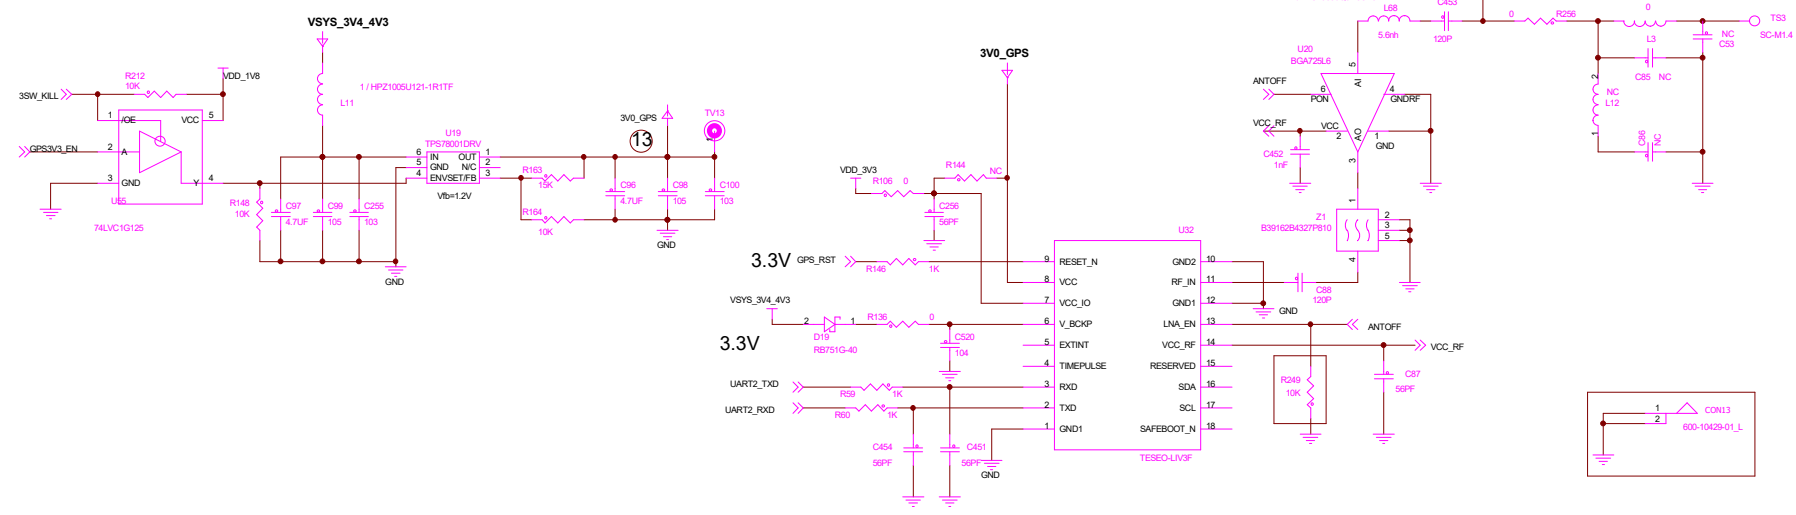 VSYS_3V4_4V3
R212
10K
VDD_1V8
3SW_KILL
1
/OE
VCC
5
GPS3V3_EN
2
A
3
GND
Y
4
U55
74LVC1G125
L11
1 / HPZ1005U121-1R1TF
R148
10K
C97
4.7UF
C99
105
C255
103
U19
TPS78001DRV
6
IN
OUT
1
5
GND
N/C
2
4
ENVSET/FB
3
Vfb=1.2V
GND
R163
15K
R164
10K
3V0_GPS
13
TV13
C96
4.7UF
C98
105
C100
103
GND
3V0_GPS
R144
NC
VDD_3V3
R106
0
C256
56PF
3.3V
GPS_RST
R146
1K
VSYS_3V4_4V3
2
1
D19
RB751G-40
R136
0
C520
104
3.3V
UART2_TXD
R59
1K
UART2_RXD
R60
1K
C454
56PF
C451
56PF
GND
U32
9
RESET_N
GND2
10
8
VCC
RF_IN
11
7
VCC_IO
GND1
12
6
V_BCKP
LNA_EN
13
5
EXTINT
VCC_RF
14
4
TIMEPULSE
RESERVED
15
3
RXD
SDA
16
2
TXD
SCL
17
1
GND1
SAFEBOOT_N
18
TESEO-LIV3F
GND
C88
120P
ANTOFF
VCC_RF
R249
10K
C87
56PF
L68
5.6nh
C453
120P
0
R256
0
L3
TS3
SC-M1.4
NC
C53
C85
NC
2
NC
L12
1
C86
NC
U20
BGA725L6
5
AI
ANTOFF
6
PON
4
GNDRF
VCC_RF
VCC
2
AO
1
GND
3
C452
1nF
1
Z1
B39162B4327P810
2
3
5
4
1
2
CON13
600-10429-01_L